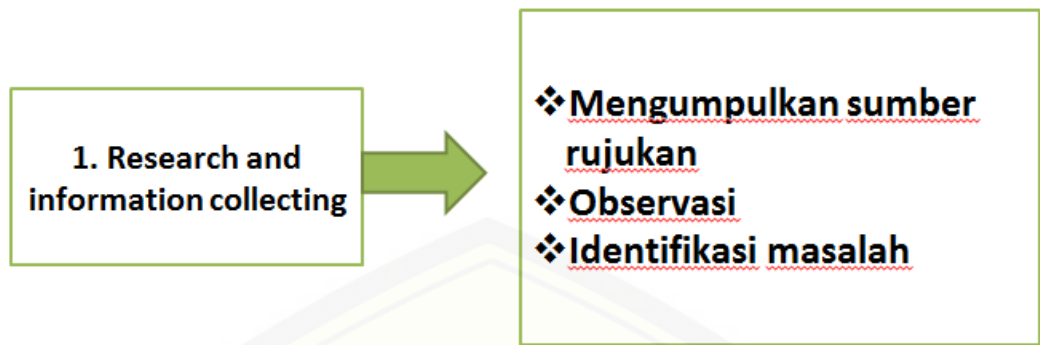 1. Research and
information collecting
❖Mengumpulkan sumber
rujukan
❖Observasi
❖Identifikasi masalah